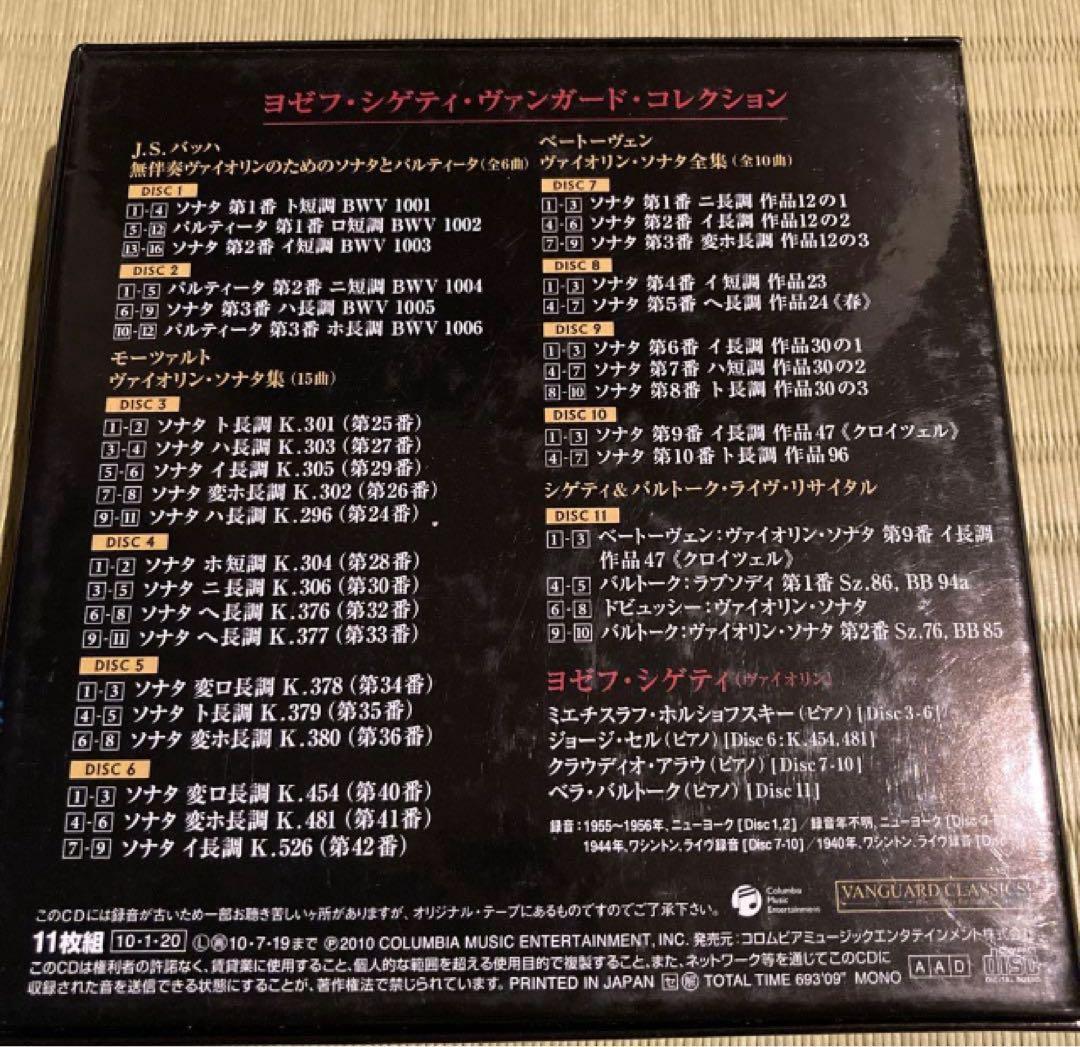 ヨゼフ・シゲティ・ヴァンガード・コレクション
J.S.バッハ
無伴奏ヴァイオリンのためのソナタとパルティータ(全6曲)
DISC 1
1-4 ソナタ 第1番 ト短調 BWV 1001
5-12 パルティータ 第1番 ロ短調 BWV 1002
13-16 ソナタ 第2番 イ短調 BWV 1003
DISC 2
1-5 パルティータ 第2番 ニ短調 BWV 1004
6-9 ソナタ 第3番 ハ長調 BWV 1005
10-12 パルティータ 第3番 ホ長調 BWV 1006
モーツァルト
ヴァイオリン・ソナタ集(15曲)
DISC 3
1-2 ソナタ ト長調 K.301(第25番)
3-4 ソナタ ハ長調 K.303(第27番)
5-6 ソナタ イ長調 K.305(第29番)
7-8 ソナタ 変ホ長調 K.302(第26番)
9-11 ソナタ ハ長調 K.296(第24番)
DISC 4
1-2 ソナタ ホ短調 K.304(第28番)
3-5 ソナタ ニ長調 K.306(第30番)
6-8 ソナタ ヘ長調 K.376(第32番)
9-11 ソナタ ヘ長調 K.377(第33番)
DISC 5
1-3 ソナタ 変ロ長調 K.378(第34番)
4-5 ソナタ ト長調 K.379(第35番)
6-8 ソナタ 変ホ長調 K.380(第36番)
DISC 6
1-3 ソナタ 変ロ長調 K.454(第40番)
4-6 ソナタ 変ホ長調 K.481(第41番)
7-9 ソナタ イ長調 K.526(第42番)
ベートーヴェン
ヴァイオリン・ソナタ全集(全10曲)
DISC 7
1-3 ソナタ 第1番 ニ長調 作品12の1
4-6 ソナタ 第2番 イ長調 作品12の2
7-9 ソナタ 第3番 変ホ長調 作品12の3
DISC 8
1-3 ソナタ 第4番 イ短調 作品23
4-7 ソナタ 第5番 ヘ長調 作品24《春》
DISC 9
1-3 ソナタ 第6番 イ長調 作品30の1
4-7 ソナタ 第7番 ハ短調 作品30の2
8-10 ソナタ 第8番 ト長調 作品30の3
DISC 10
1-3 ソナタ 第9番 イ長調 作品47《クロイツェル》
4-7 ソナタ 第10番 ト長調 作品96
シゲティ&バルトーク・ライヴ・リサイタル
DISC 11
1-3 ベートーヴェン:ヴァイオリン・ソナタ 第9番 イ長調
作品47《クロイツェル》
4-5 バルトーク:ラプソディ 第1番 Sz.86, BB 94a
6-8 ドビュッシー:ヴァイオリン・ソナタ
9-10 バルトーク:ヴァイオリン・ソナタ 第2番 Sz.76, BB 85
ヨゼフ・シゲティ(ヴァイオリン)
ミエチスラフ・ホルショフスキー(ピアノ)[Disc 3-6]
ジョージ・セル(ピアノ)[Disc 6:K.454,481]
クラウディオ・アラウ(ピアノ)[Disc 7-10]
ベラ・バルトーク(ピアノ)[Disc 11]
録音:1955~1956年、ニューヨーク[Disc 1,2]/録音年不明、ニューヨーク[Disc
1944年、ワシントン、ライヴ録音[Disc 7-10]/1940年、ワシントン、ライヴ録音[Disc
Columbia
Music
Entertainment
VANGUARD CLASSICS
このCDには録音が古いため一部お聴き苦しいヶ所がありますが、オリジナル・テープにあるものですのでご了承下さい。
11枚組 10・1・20 Ⓛ再10・7・19まで ℗2010 COLUMBIA MUSIC ENTERTAINMENT, INC. 発売元:コロムビアミュージックエンタテインメント株式会
このCDは権利者の許諾なく、賃貸業に使用すること、個人的な範囲を超える使用目的で複製すること、また、ネットワーク等を通じてこのCDに
収録された音を送信できる状態にすることが、著作権法で禁じられています。 PRINTED IN JAPAN セ TOTAL TIME 693'09" MONO
AAD
DISC
DIGITAL AUDIO